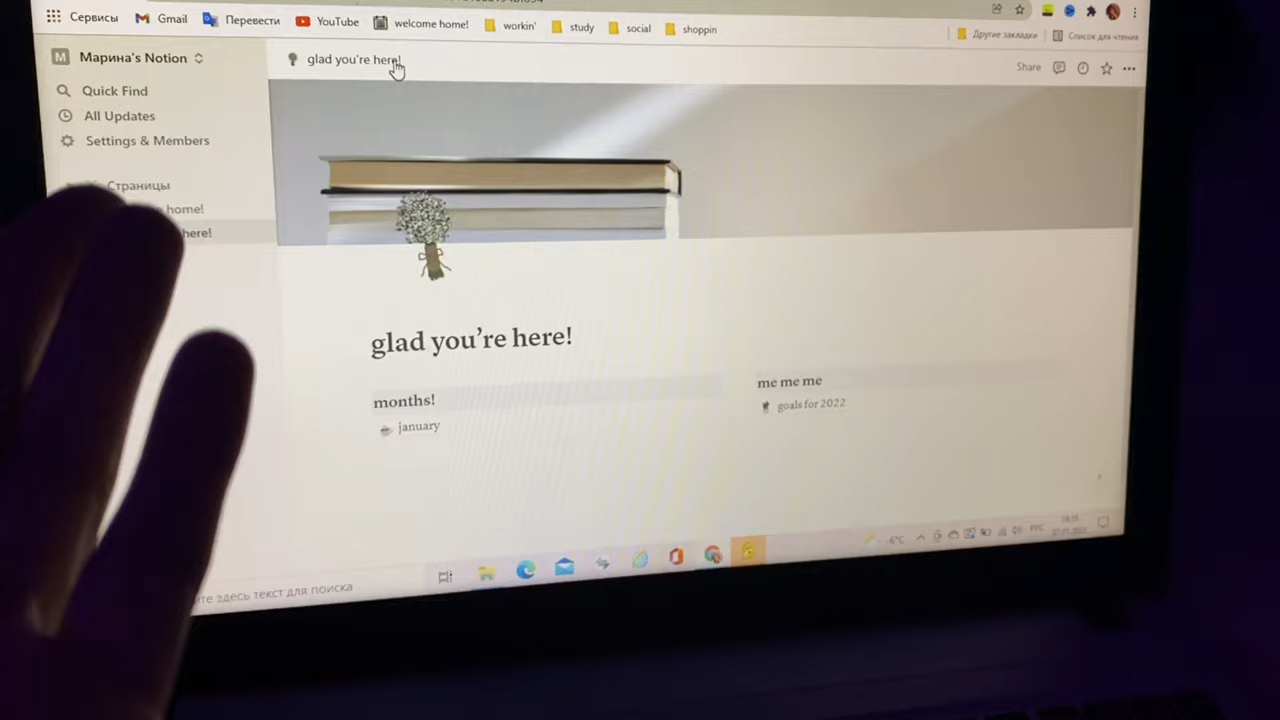 Сервисы Gmail Перевести YouTube welcome home! workin' study social shoppin Другие закладки Список для чтения
M Марина's Notion glad you're here! Share
Quick Find
All Updates
Settings & Members
Страницы
home!
here!
glad you're here!
months!
january
me me me
goals for 2022
здесь текст для поиска
-6°C РУС